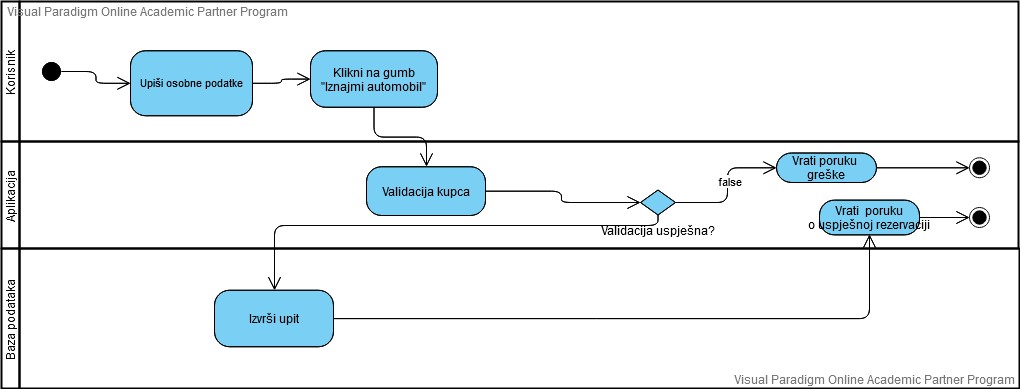 Visual Paradigm Online Academic Partner Program
Korisnik
Upiši osobne podatke
Klikni na gumb
"Iznajmi automobil"
Aplikacija
Validacija kupca
Validacija uspješna?
false
Vrati poruku
greške
Vrati  poruku
o uspješnoj rezervaciji
Baza podataka
Izvrši upit
Visual Paradigm Online Academic Partner Program